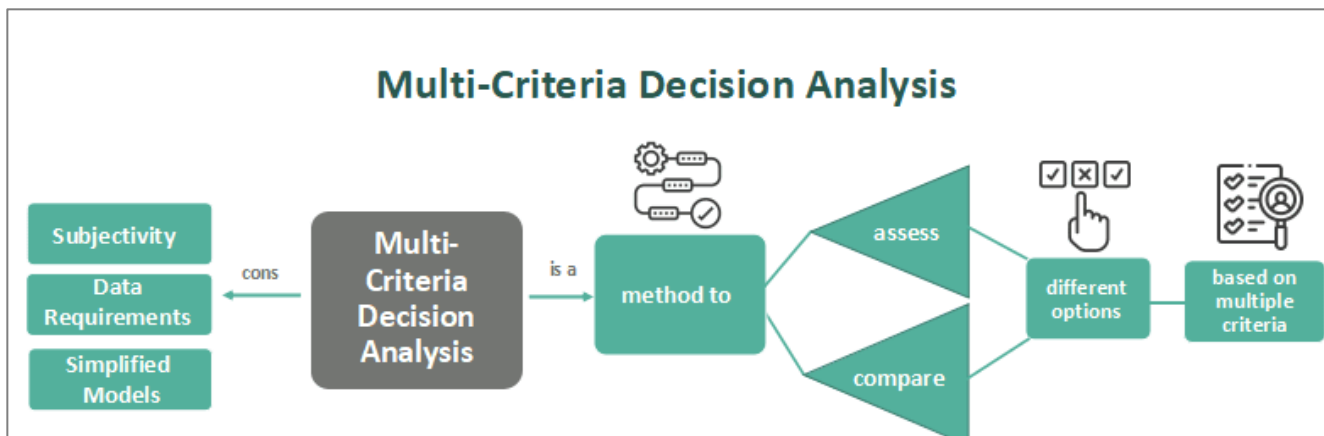 Multi-Criteria Decision Analysis
Subjectivity
Data
Requirements
Simplified
Models
cons
Multi-
Criteria
Decision
Analysis
is a
method to
assess
compare
different
options
based on
multiple
criteria